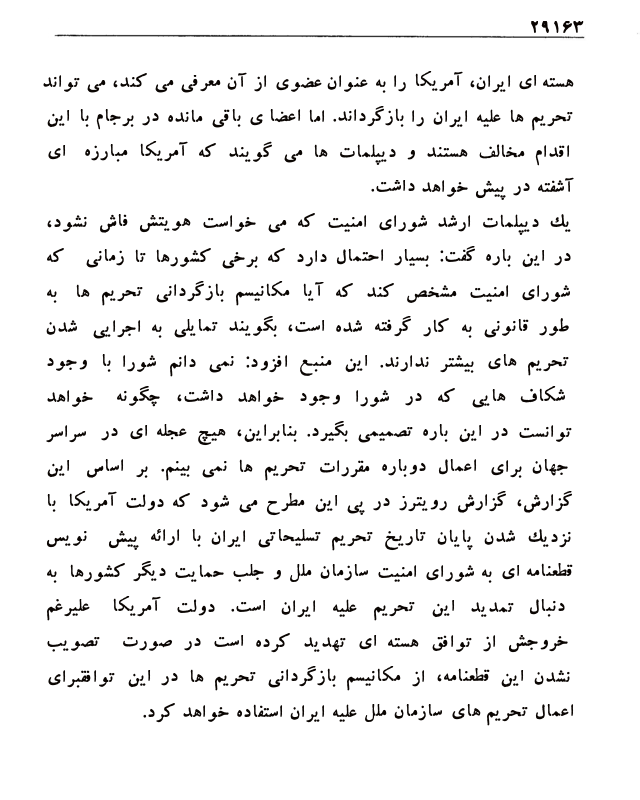 ۲۹۱۶۳
هسته ای ایران، آمریکا را به عنوان عضوی از آن معرفی می کند، می تواند
تحریم ها علیه ایران را بازگرداند. اما اعضا ی باقی مانده در برجام با این
اقدام مخالف هستند و دیپلمات ها می گویند که آمریکا مبارزه ای
آشفته در پیش خواهد داشت.
یك دیپلمات ارشد شورای امنیت که می خواست هویتش فاش نشود،
در این باره گفت: بسیار احتمال دارد که برخی کشورها تا زمانی که
شورای امنیت مشخص کند که آیا مکانیسم بازگردانی تحریم ها به
طور قانونی به کار گرفته شده است، بگویند تمایلی به اجرایی شدن
تحریم های بیشتر ندارند. این منبع افزود: نمی دانم شورا با وجود
شکاف هایی که در شورا وجود خواهد داشت، چگونه خواهد
توانست در این باره تصمیمی بگیرد. بنابراین، هیچ عجله ای در سراسر
جهان برای اعمال دوباره مقررات تحریم ها نمی بینم. بر اساس این
گزارش، گزارش رویترز در پی این مطرح می شود که دولت آمریکا با
نزدیك شدن پایان تاریخ تحریم تسلیحاتی ایران با ارائه پیش نویس
قطعنامه ای به شورای امنیت سازمان ملل و جلب حمایت دیگر کشورها به
دنبال تمدید این تحریم علیه ایران است. دولت آمریکا علیرغم
خروجش از توافق هسته ای تهدید کرده است در صورت تصویب
نشدن این قطعنامه، از مکانیسم بازگردانی تحریم ها در این توافقبرای
اعمال تحریم های سازمان ملل علیه ایران استفاده خواهد کرد.